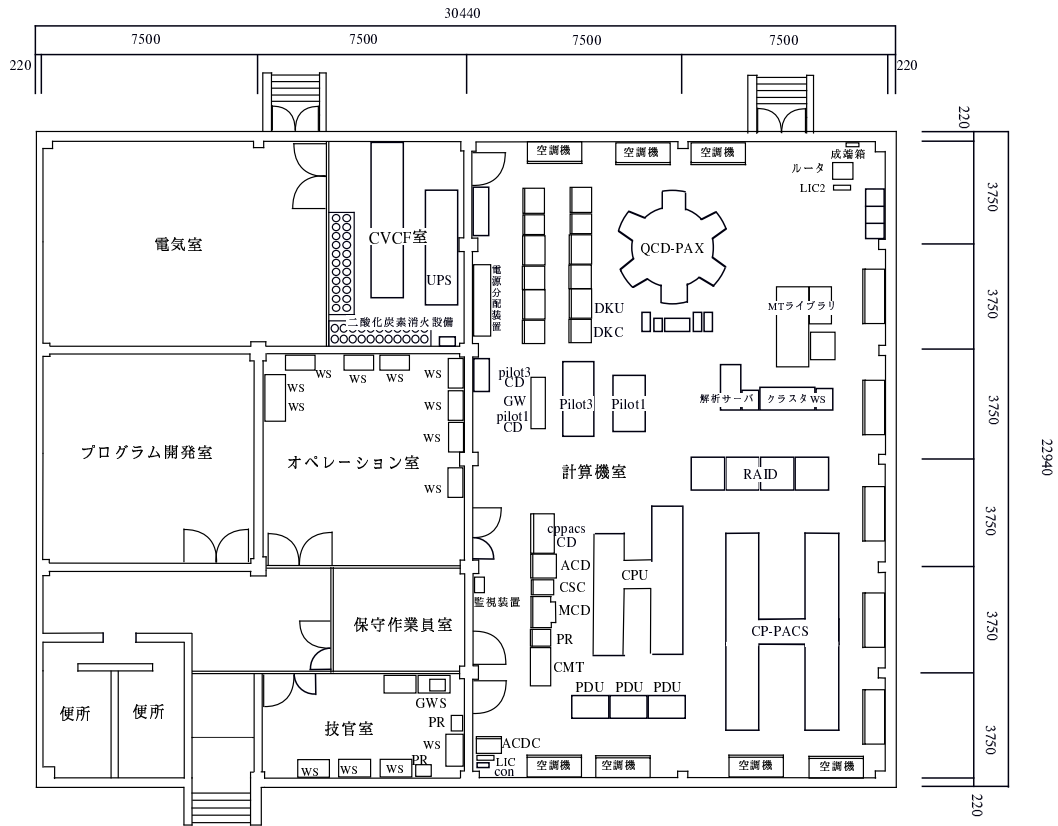 30440
7500
7500
7500
7500
220
220
220
空調機
空調機
空調機
成端箱
ルータ
LIC2
3750
電気室
CVCF室
UPS
二酸化炭素消火設備
電源分配装置
QCD-PAX
DKU
DKC
MTライブラリ
3750
WS
WS
WS
WS
WS
WS
WS
WS
WS
pilot3
CD
GW
pilot1
CD
Pilot3
Pilot1
解析サーバ
クラスタWS
3750
プログラム開発室
オペレーション室
計算機室
RAID
22940
3750
cppacs
CD
ACD
CSC
MCD
PR
CMT
CPU
CP-PACS
監視装置
保守作業員室
3750
PDU
PDU
PDU
便所
便所
技官室
GWS
PR
WS
PR
WS
WS
WS
ACDC
LIC
con
空調機
空調機
空調機
空調機
3750
220